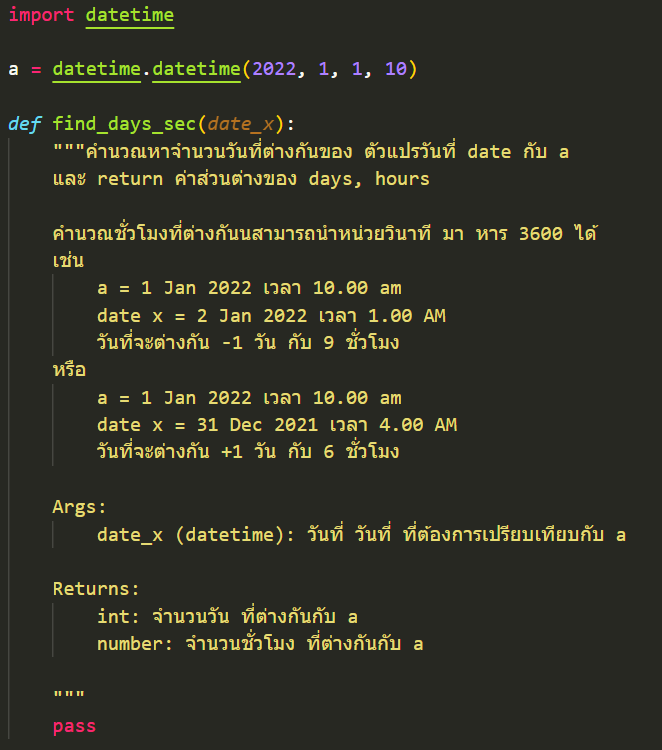 import datetime
a = datetime.datetime(2022, 1, 1, 10)
def find_days_sec(date_x):
"""คำนวณหาจำนวนวันที่ต่างกันของ ตัวแปรวันที่ date กับ a
และ return ค่าส่วนต่างของ days, hours
คำนวณชั่วโมงที่ต่างกันนสามารถนำหน่วยวินาที มา หาร 3600 ได้
เช่น
a = 1 Jan 2022 เวลา 10.00 am
date x = 2 Jan 2022 เวลา 1.00 AM
วันที่จะต่างกัน -1 วัน กับ 9 ชั่วโมง
หรือ
a = 1 Jan 2022 เวลา 10.00 am
date x = 31 Dec 2021 เวลา 4.00 AM
วันที่จะต่างกัน +1 วัน กับ 6 ชั่วโมง
Args:
date_x (datetime): วันที่ วันที่ ที่ต้องการเปรียบเทียบกับ a
Returns:
int: จำนวนวัน ที่ต่างกันกับ a
number: จำนวนชั่วโมง ที่ต่างกันกับ a
"""
pass